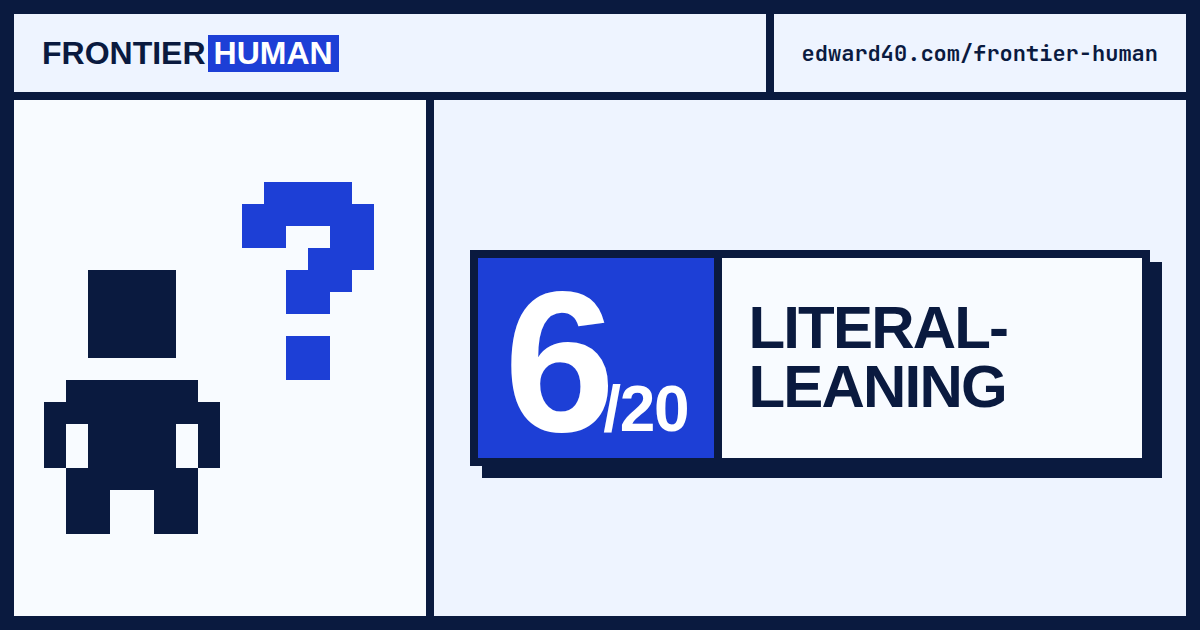 FRONTIER HUMAN
edward40.com/frontier-human
?
6/20
LITERAL-
LEANING